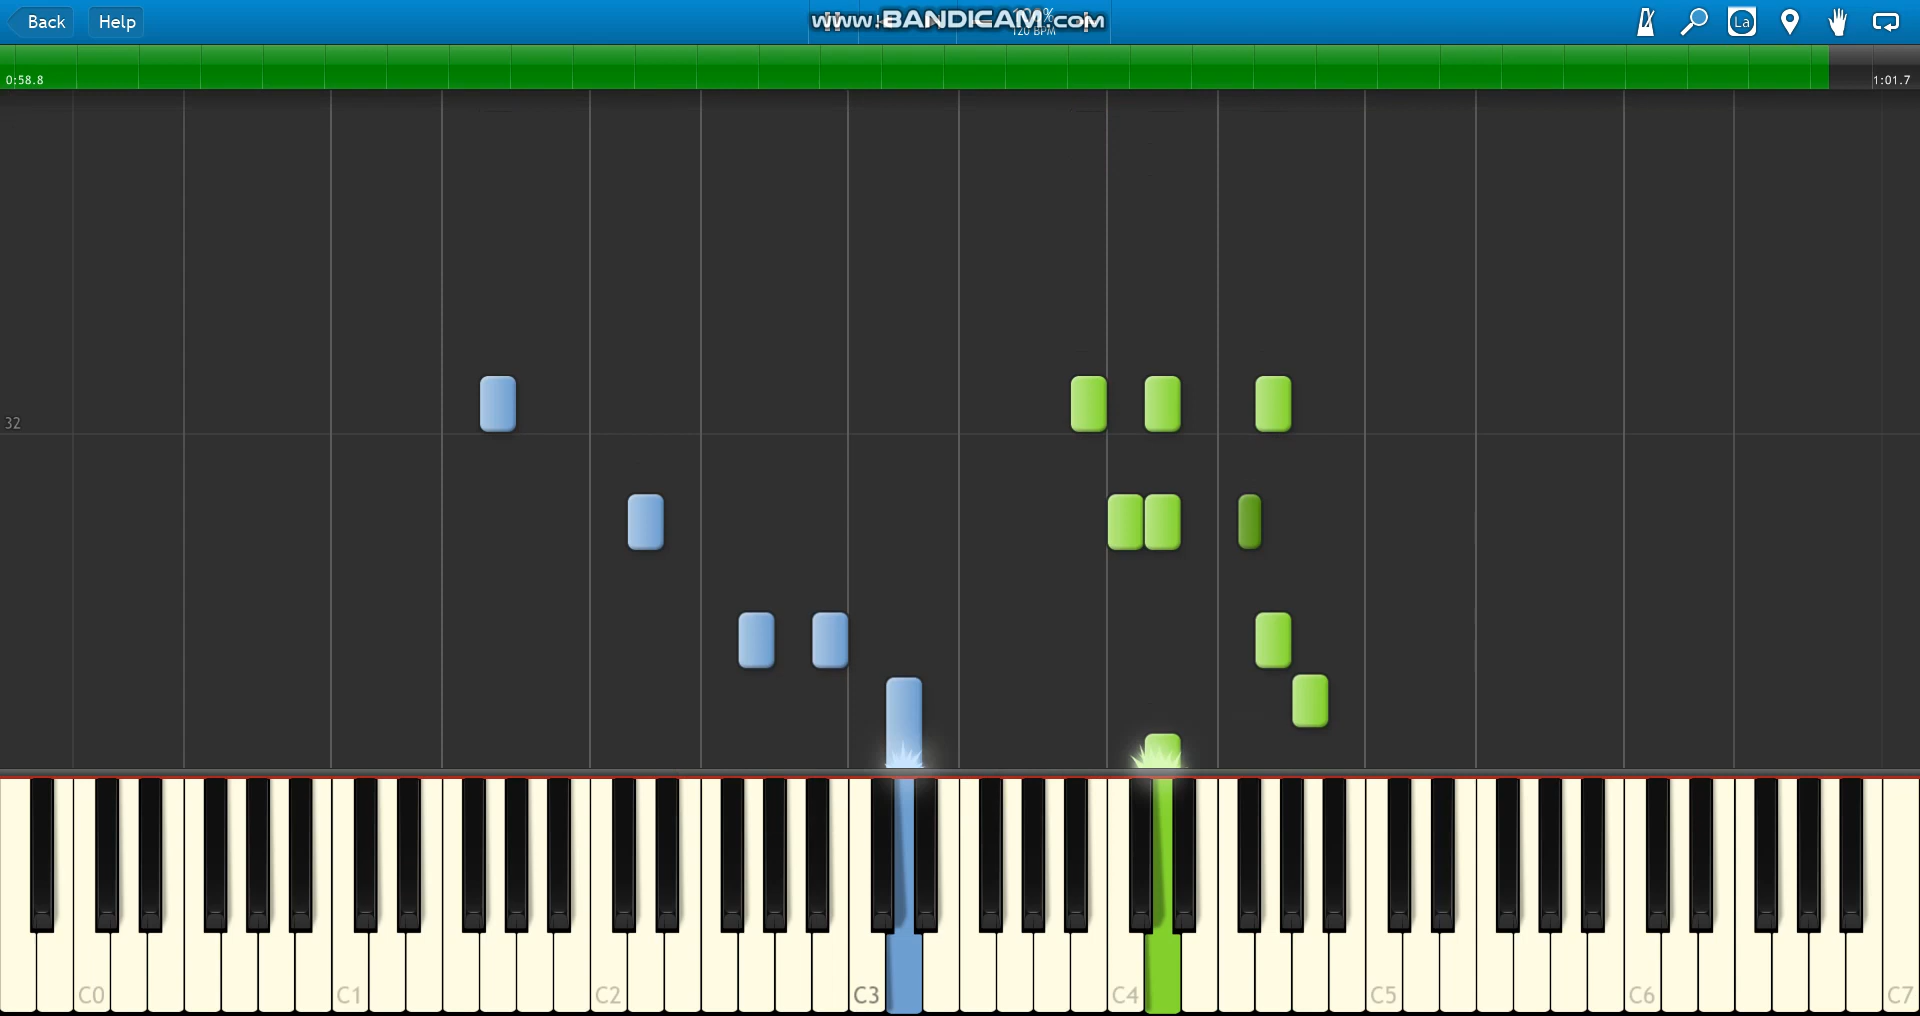 Back Help
www.BANDICAM.com
120 BPM
La
0:58.8
1:01.7
32
C0 C1 C2 C3 C4 C5 C6 C7